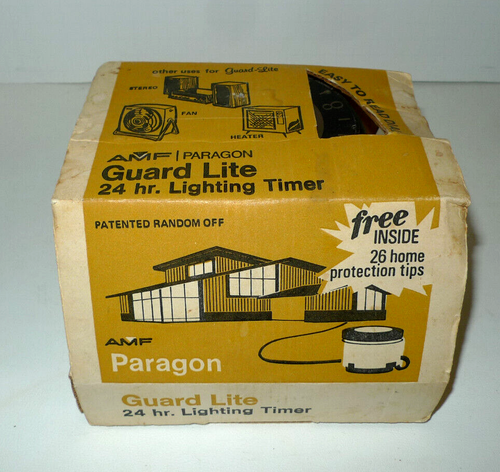 other uses for Guard-Lite
STEREO
FAN
HEATER
EASY TO READ
8
AMF | PARAGON
Guard Lite
24 hr. Lighting Timer
PATENTED RANDOM OFF
free
INSIDE
26 home
protection tips
AMF
Paragon
Guard Lite
24 hr. Lighting Timer